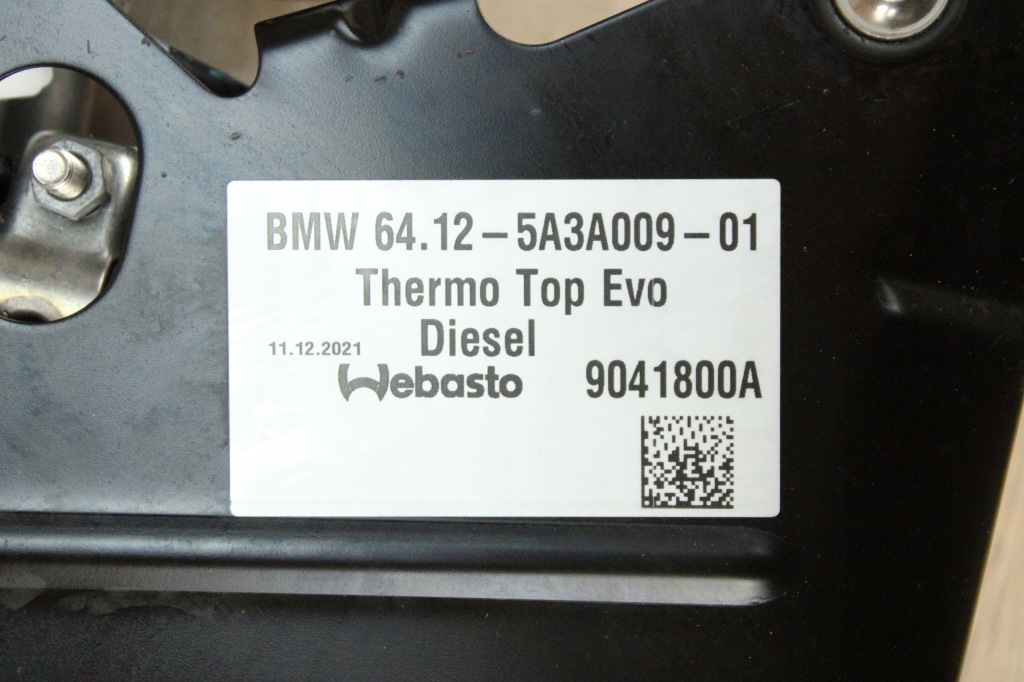 BMW 64.12-5A3A009-01
Thermo Top Evo
Diesel
11.12.2021
Webasto
9041800A